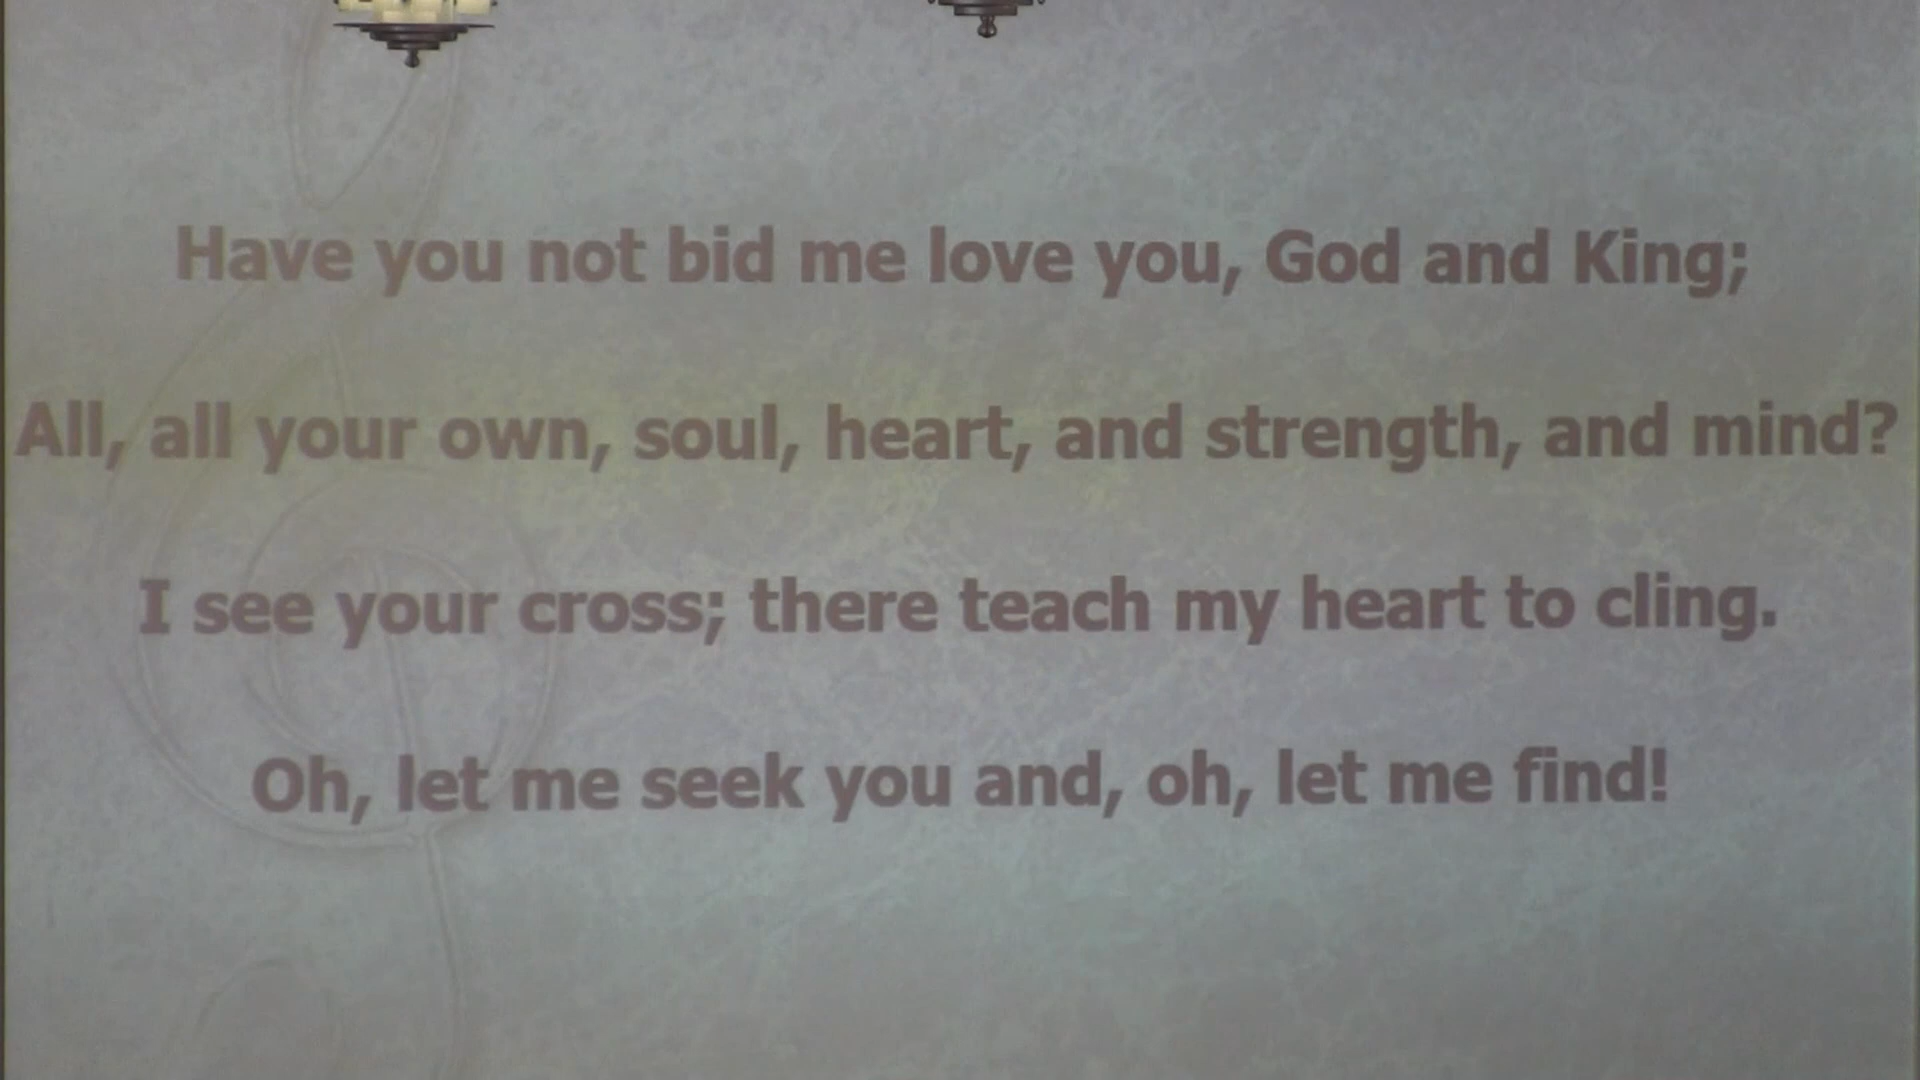 Have you not bid me love you, God and King;
All, all your own, soul, heart, and strength, and mind?
I see your cross; there teach my heart to cling.
Oh, let me seek you and, oh, let me find!